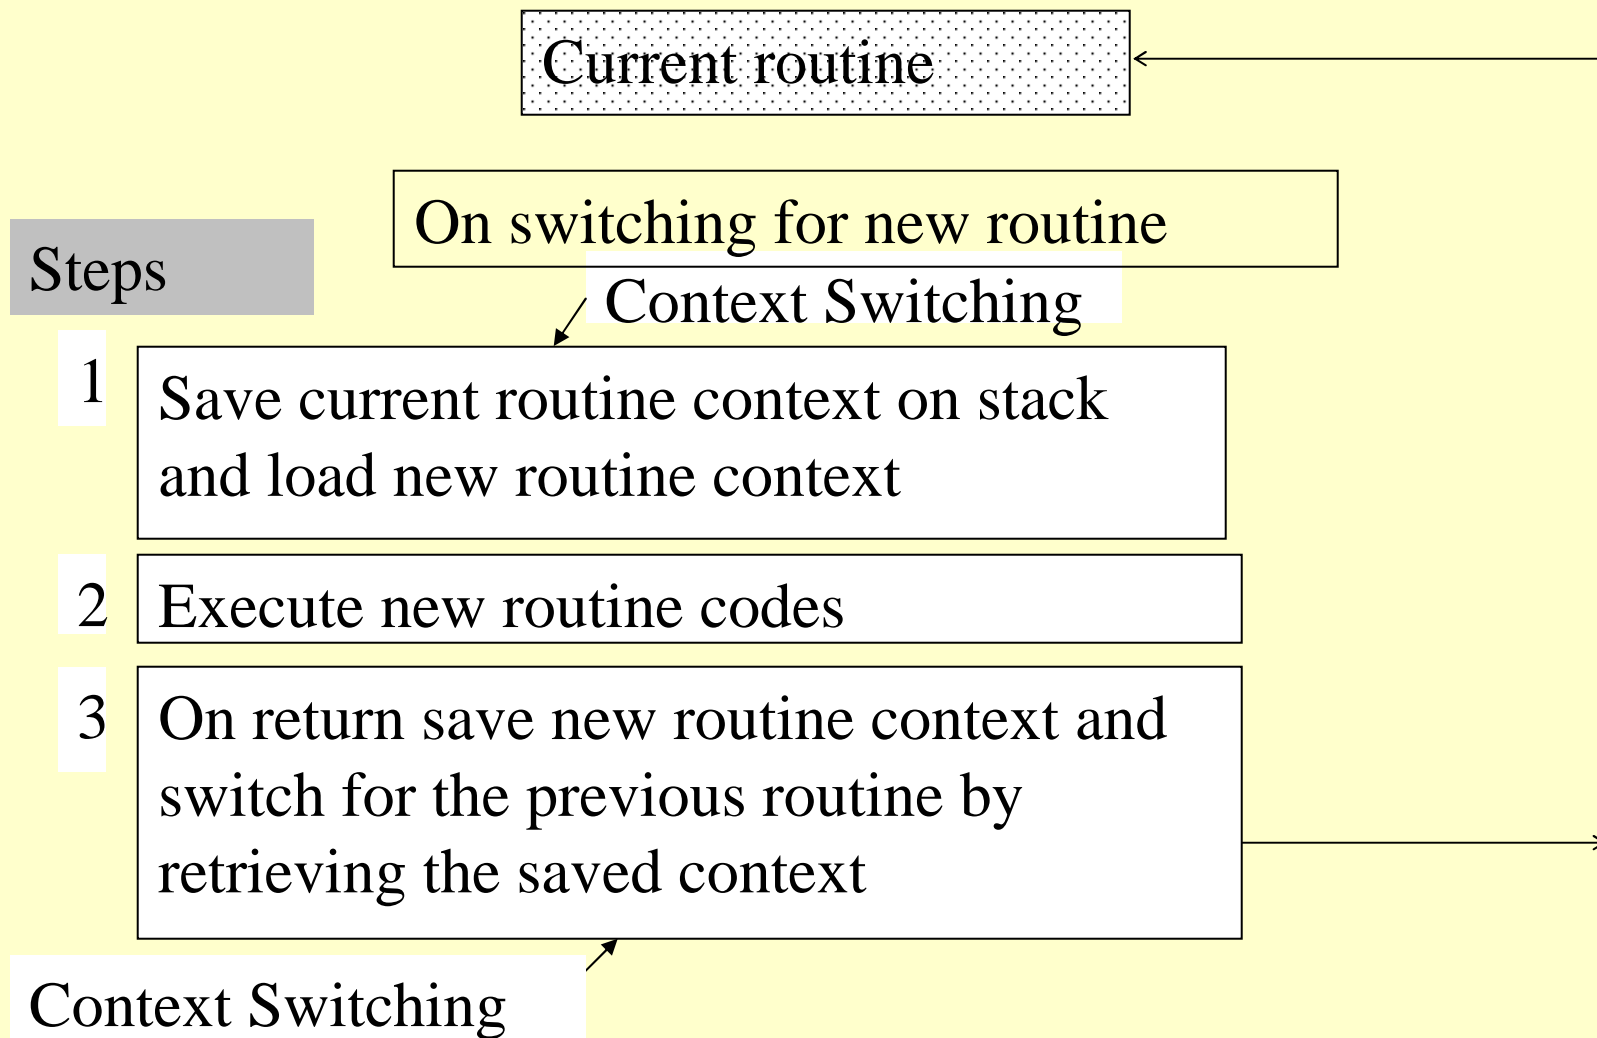 Current routine
On switching for new routine
Steps
Context Switching
1
Save current routine context on stack
and load new routine context
2
Execute new routine codes
3
On return save new routine context and
switch for the previous routine by
retrieving the saved context
Context Switching